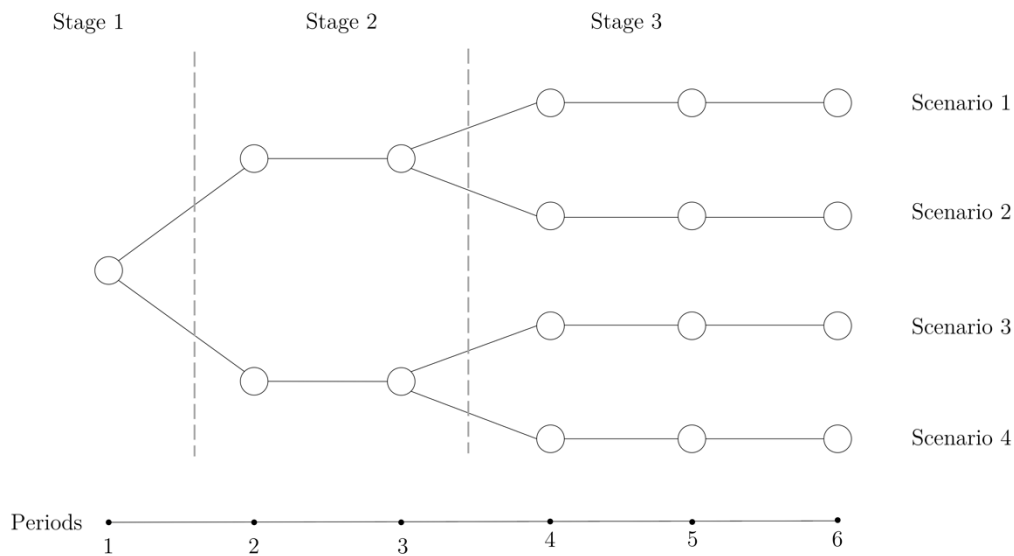 Stage 1 Stage 2 Stage 3
Scenario 1
Scenario 2
Scenario 3
Scenario 4
Periods
1 2 3 4 5 6